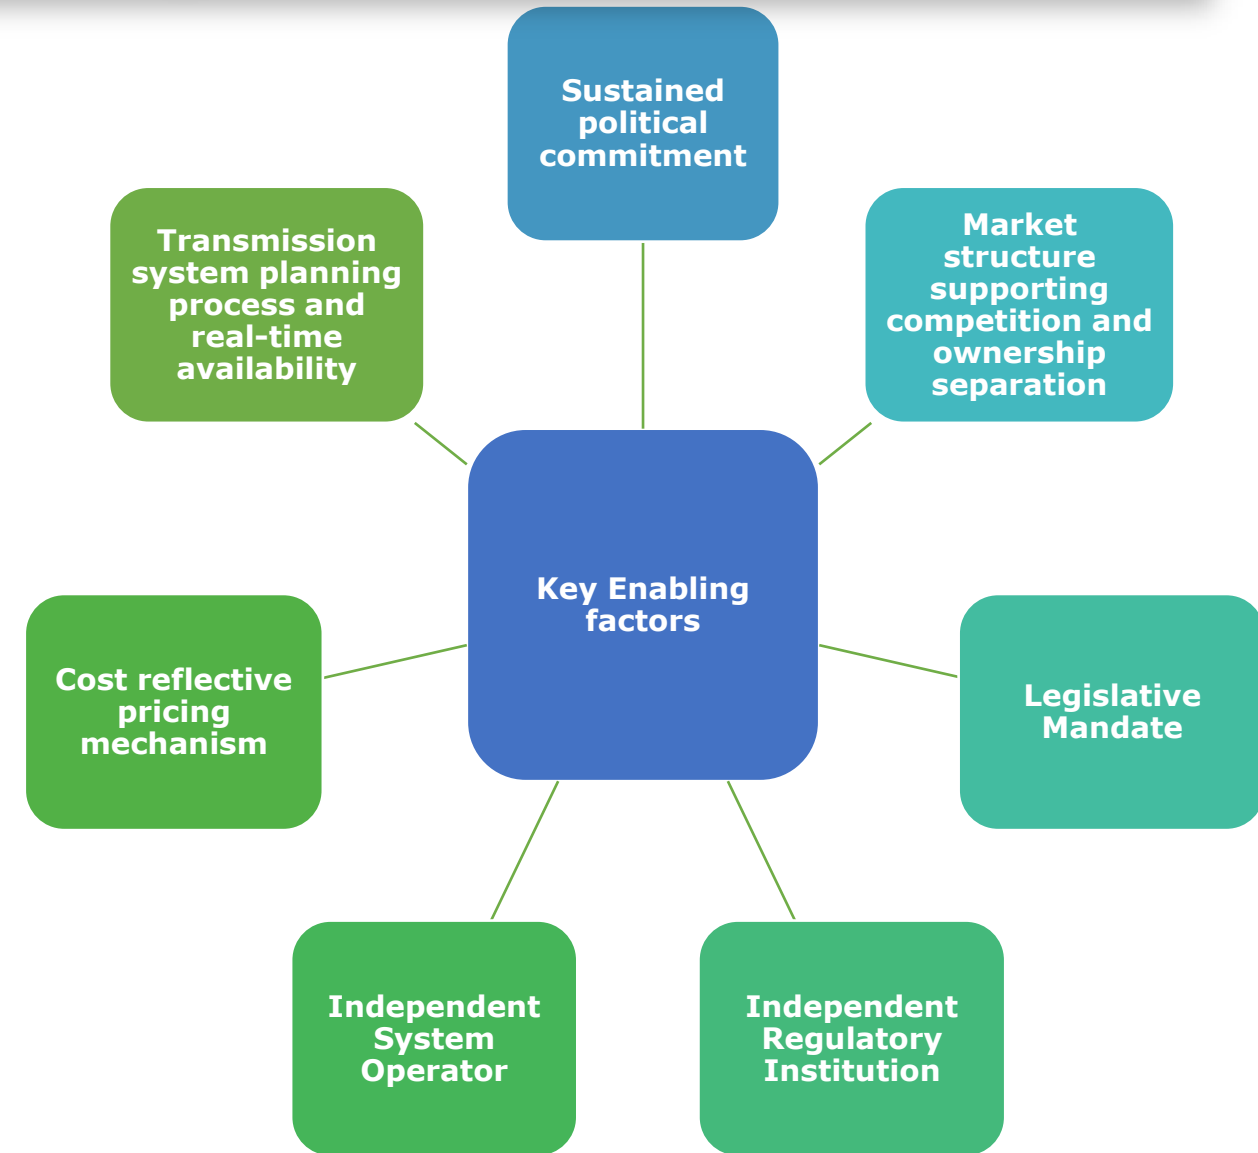 Sustained
political
commitment
Market
structure
supporting
competition and
ownership
separation
Legislative
Mandate
Independent
Regulatory
Institution
Independent
System
Operator
Cost reflective
pricing
mechanism
Transmission
system planning
process and
real-time
availability
Key Enabling
factors